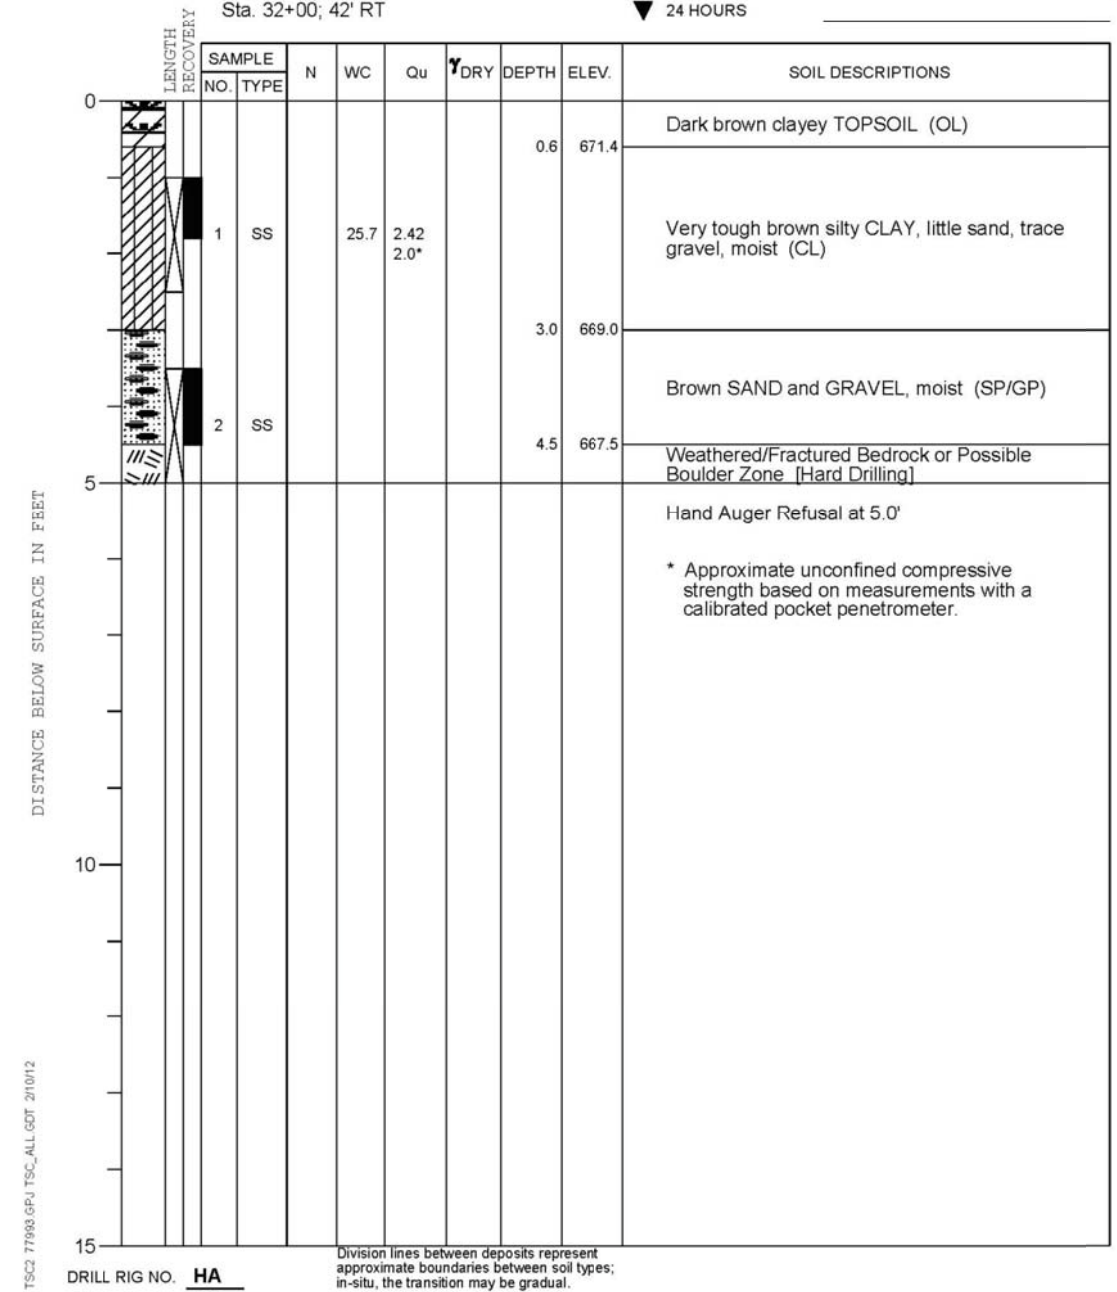 Sta. 32+00; 42' RT
▼ 24 HOURS
LENGTH
RECOVERY
SAMPLE
NO. TYPE N WC Qu γDRY DEPTH ELEV. SOIL DESCRIPTIONS
0
Dark brown clayey TOPSOIL (OL)
0.6 671.4
1 SS 25.7 2.42
2.0*
Very tough brown silty CLAY, little sand, trace
gravel, moist (CL)
3.0 669.0
Brown SAND and GRAVEL, moist (SP/GP)
2 SS
4.5 667.5
Weathered/Fractured Bedrock or Possible
Boulder Zone [Hard Drilling]
5
Hand Auger Refusal at 5.0'
* Approximate unconfined compressive
strength based on measurements with a
calibrated pocket penetrometer.
DISTANCE BELOW SURFACE IN FEET
10
15
TSC2 77993.GPJ TSC_ALL.GDT 2/10/12
DRILL RIG NO. HA
Division lines between deposits represent
approximate boundaries between soil types;
in-situ, the transition may be gradual.